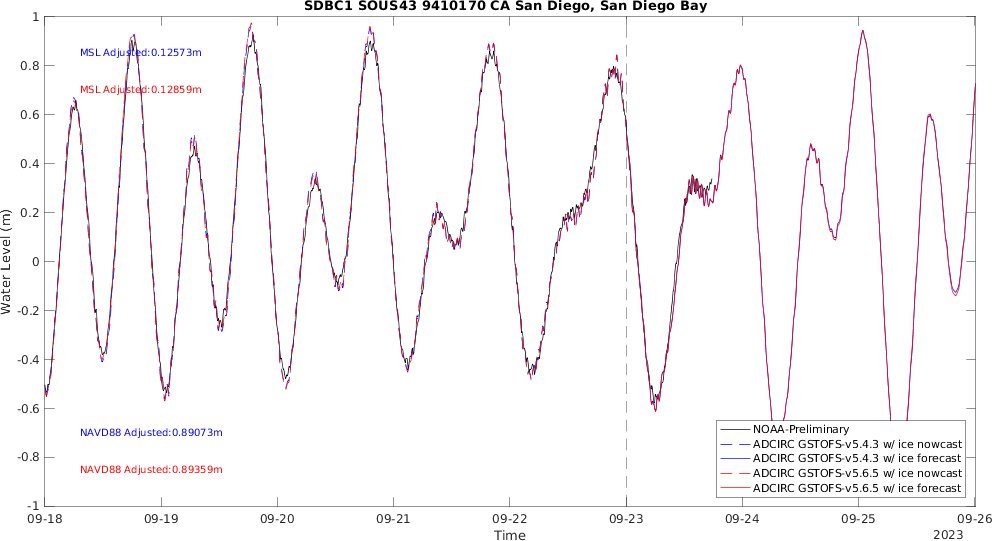 SDBC1 SOUS43 9410170 CA San Diego, San Diego Bay
Water Level (m)
1
0.8
0.6
0.4
0.2
0
-0.2
-0.4
-0.6
-0.8
-1
MSL Adjusted:0.12573m
MSL Adjusted:0.12859m
NAVD88 Adjusted:0.89073m
NAVD88 Adjusted:0.89359m
NOAA-Preliminary
ADCIRC GSTOFS-v5.4.3 w/ ice nowcast
ADCIRC GSTOFS-v5.4.3 w/ ice forecast
ADCIRC GSTOFS-v5.6.5 w/ ice nowcast
ADCIRC GSTOFS-v5.6.5 w/ ice forecast
09-18 09-19 09-20 09-21 09-22 09-23 09-24 09-25 09-26
Time
2023